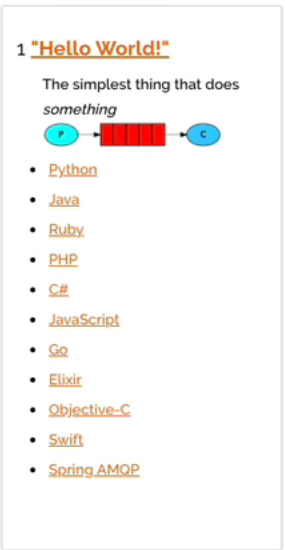 1 "Hello World!"
The simplest thing that does
something
P C
Python
Java
Ruby
PHP
C#
JavaScript
Go
Elixir
Objective-C
Swift
Spring AMQP